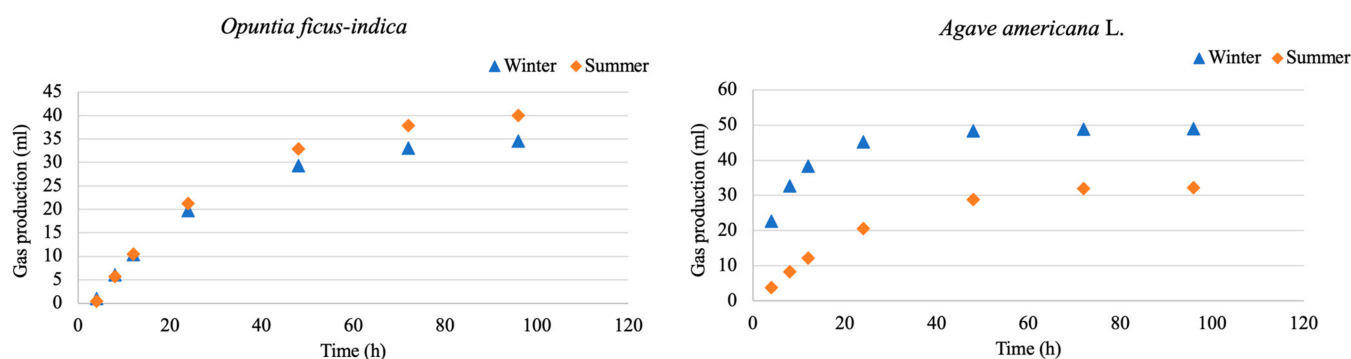 Opuntia ficus-indica
Winter Summer
Gas production (ml)
45
40
35
30
25
20
15
10
5
0
0 20 40 60 80 100 120
Time (h)
Agave americana L.
Winter Summer
Gas production (ml)
60
50
40
30
20
10
0
0 20 40 60 80 100 120
Time (h)